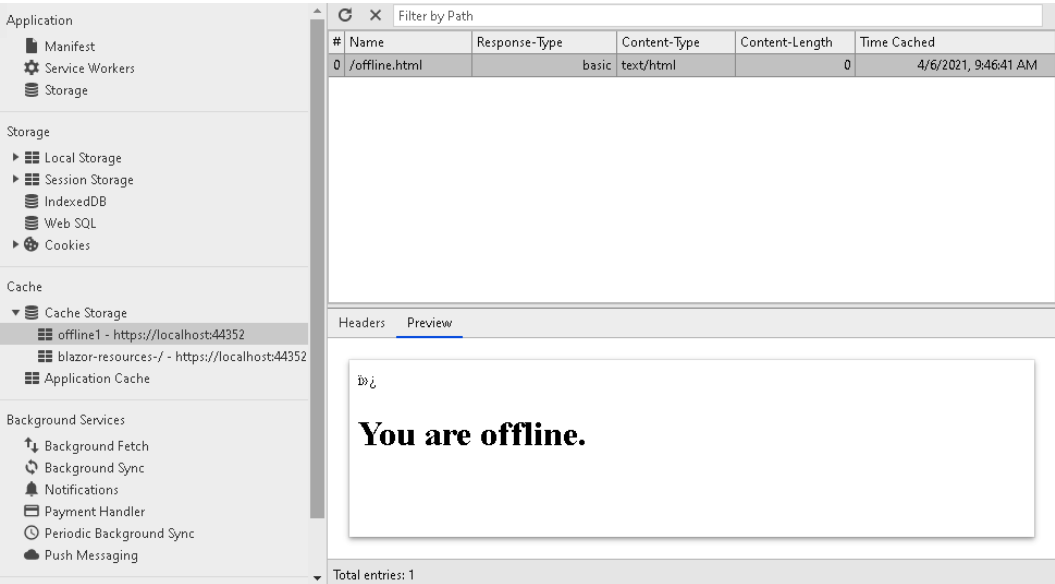 Application
Manifest
Service Workers
Storage
Storage
Local Storage
Session Storage
IndexedDB
Web SQL
Cookies
Cache
Cache Storage
offline1 - https://localhost:44352
blazor-resources-/ - https://localhost:44352
Application Cache
Background Services
Background Fetch
Background Sync
Notifications
Payment Handler
Periodic Background Sync
Push Messaging
Filter by Path
# Name Response-Type Content-Type Content-Length Time Cached
0 /offline.html basic text/html 0 4/6/2021, 9:46:41 AM
Headers Preview
ï»¿
You are offline.
Total entries: 1